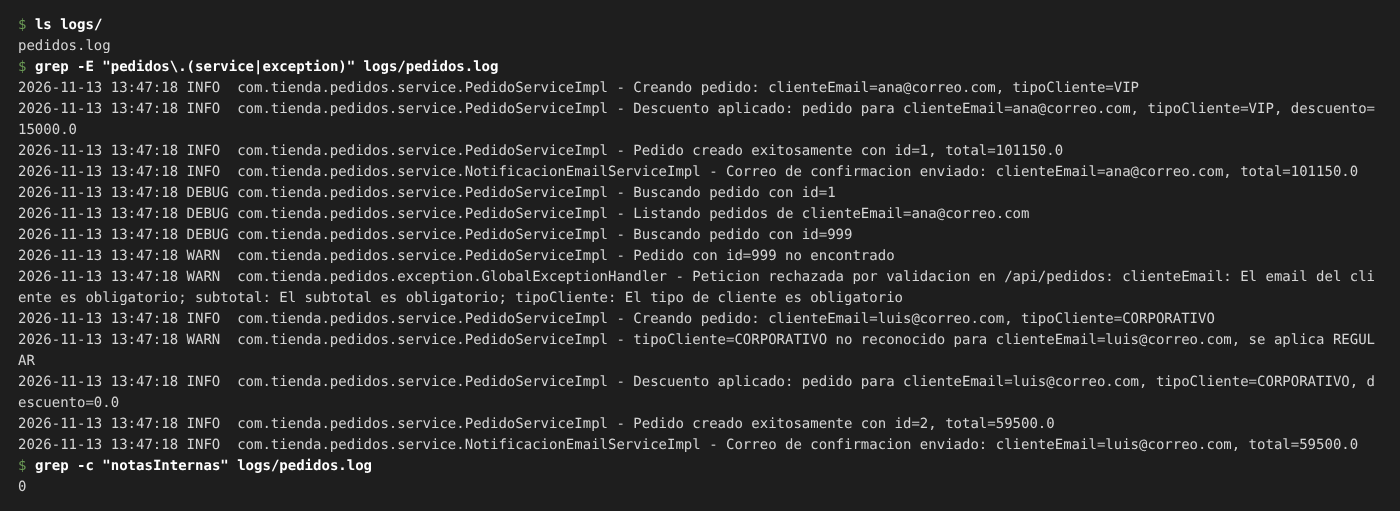 $ ls logs/
pedidos.log
$ grep -E "pedidos\.(service|exception)" logs/pedidos.log
2026-11-13 13:47:18 INFO  com.tienda.pedidos.service.PedidoServiceImpl - Creando pedido: clienteEmail=ana@correo.com, tipoCliente=VIP
2026-11-13 13:47:18 INFO  com.tienda.pedidos.service.PedidoServiceImpl - Descuento aplicado: pedido para clienteEmail=ana@correo.com, tipoCliente=VIP, descuento=
15000.0
2026-11-13 13:47:18 INFO  com.tienda.pedidos.service.PedidoServiceImpl - Pedido creado exitosamente con id=1, total=101150.0
2026-11-13 13:47:18 INFO  com.tienda.pedidos.service.NotificacionEmailServiceImpl - Correo de confirmacion enviado: clienteEmail=ana@correo.com, total=101150.0
2026-11-13 13:47:18 DEBUG com.tienda.pedidos.service.PedidoServiceImpl - Buscando pedido con id=1
2026-11-13 13:47:18 DEBUG com.tienda.pedidos.service.PedidoServiceImpl - Listando pedidos de clienteEmail=ana@correo.com
2026-11-13 13:47:18 DEBUG com.tienda.pedidos.service.PedidoServiceImpl - Buscando pedido con id=999
2026-11-13 13:47:18 WARN  com.tienda.pedidos.service.PedidoServiceImpl - Pedido con id=999 no encontrado
2026-11-13 13:47:18 WARN  com.tienda.pedidos.exception.GlobalExceptionHandler - Peticion rechazada por validacion en /api/pedidos: clienteEmail: El email del cli
ente es obligatorio; subtotal: El subtotal es obligatorio; tipoCliente: El tipo de cliente es obligatorio
2026-11-13 13:47:18 INFO  com.tienda.pedidos.service.PedidoServiceImpl - Creando pedido: clienteEmail=luis@correo.com, tipoCliente=CORPORATIVO
2026-11-13 13:47:18 WARN  com.tienda.pedidos.service.PedidoServiceImpl - tipoCliente=CORPORATIVO no reconocido para clienteEmail=luis@correo.com, se aplica REGUL
AR
2026-11-13 13:47:18 INFO  com.tienda.pedidos.service.PedidoServiceImpl - Descuento aplicado: pedido para clienteEmail=luis@correo.com, tipoCliente=CORPORATIVO, d
escuento=0.0
2026-11-13 13:47:18 INFO  com.tienda.pedidos.service.PedidoServiceImpl - Pedido creado exitosamente con id=2, total=59500.0
2026-11-13 13:47:18 INFO  com.tienda.pedidos.service.NotificacionEmailServiceImpl - Correo de confirmacion enviado: clienteEmail=luis@correo.com, total=59500.0
$ grep -c "notasInternas" logs/pedidos.log
0